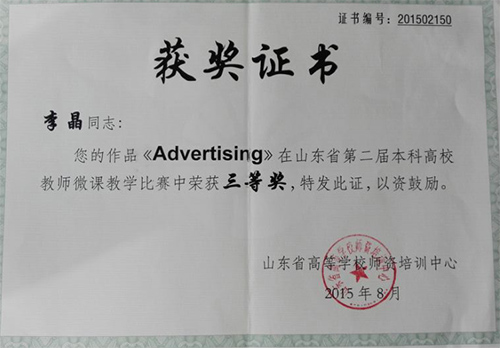 证书编号：201502150
获奖证书
李晶同志：
您的作品《Advertising》在山东省第二届本科高校
教师微课教学比赛中荣获三等奖，特发此证，以资鼓励。
山东省高等学校师资培训中心
2015年8月